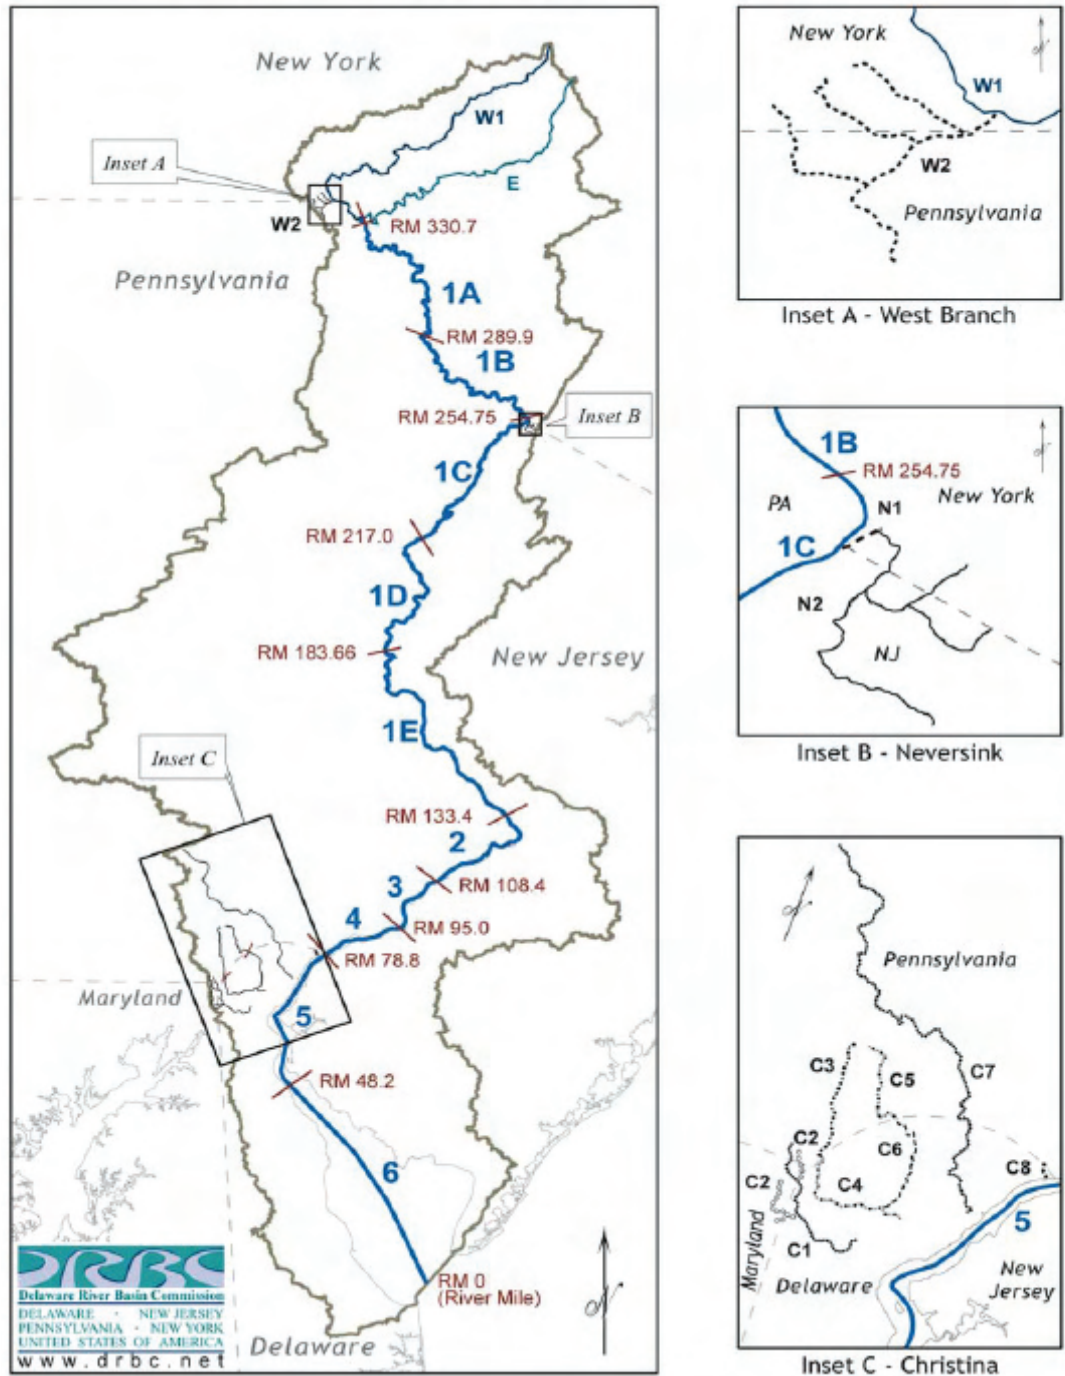 New York
W1
Inset A
E
W2
RM 330.7
Pennsylvania
1A
RM 289.9
1B
RM 254.75
Inset B
1C
RM 217.0
1D
RM 183.66
New Jersey
1E
Inset C
RM 133.4
2
3
RM 108.4
4
RM 95.0
RM 78.8
Maryland
5
RM 48.2
6
RM 0
(River Mile)
N
DRBC
Delaware River Basin Commission
DELAWARE · NEW JERSEY
PENNSYLVANIA · NEW YORK
UNITED STATES OF AMERICA
www.drbc.net
Delaware
New York
N
W1
W2
Pennsylvania
Inset A - West Branch
1B
RM 254.75
N
PA
N1
New York
1C
N2
NJ
Inset B - Neversink
N
Pennsylvania
C3
C5
C7
C2
C6
C2
C4
C8
C1
5
Maryland
Delaware
New
Jersey
Inset C - Christina